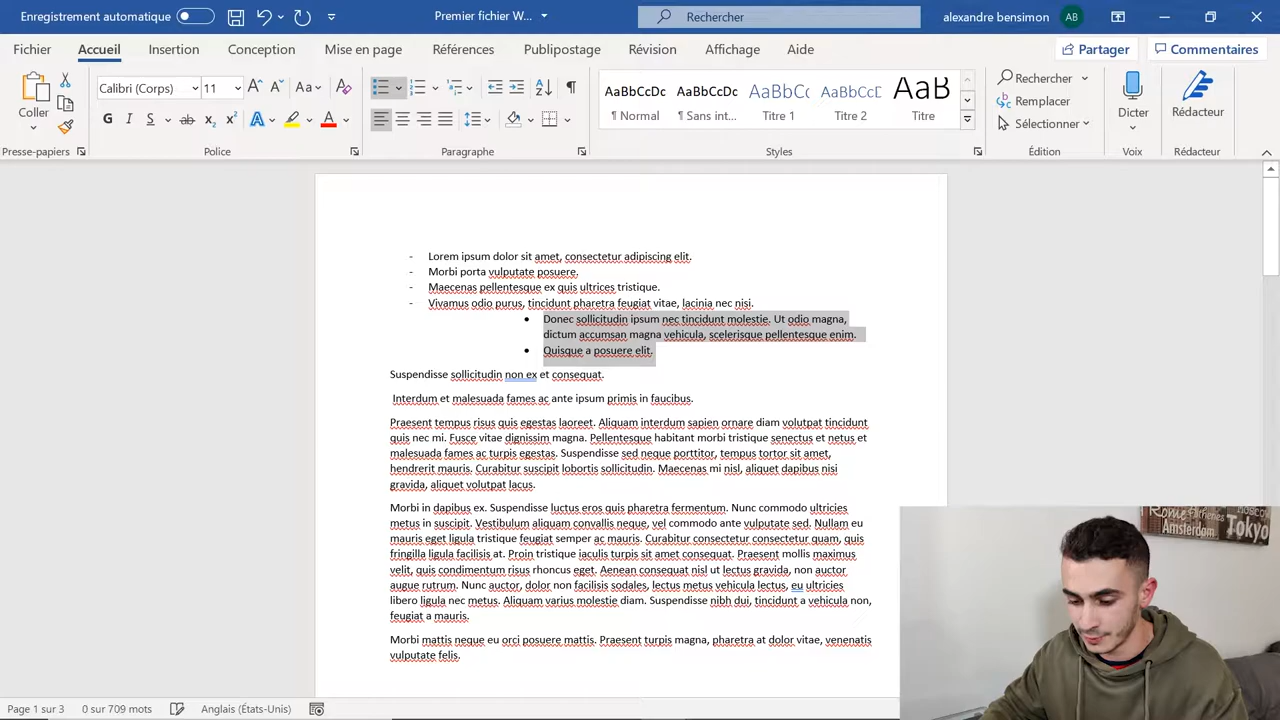 Enregistrement automatique
Premier fichier W...
Rechercher
alexandre bensimon
AB
Fichier
Accueil
Insertion
Conception
Mise en page
Références
Publipostage
Révision
Affichage
Aide
Partager
Commentaires
Coller
Presse-papiers
Calibri (Corps)
11
Aa
G I S ab x₂ x² A A
Police
Paragraphe
AaBbCcDc
¶ Normal
AaBbCcDc
¶ Sans int...
AaBbCc
Titre 1
AaBbCcD
Titre 2
AaB
Titre
Styles
Rechercher
Remplacer
Sélectionner
Édition
Dicter
Voix
Rédacteur
Rédacteur
- Lorem ipsum dolor sit amet, consectetur adipiscing elit.
- Morbi porta vulputate posuere.
- Maecenas pellentesque ex quis ultrices tristique.
- Vivamus odio purus, tincidunt pharetra feugiat vitae, lacinia nec nisi.
• Donec sollicitudin ipsum nec tincidunt molestie. Ut odio magna,
dictum accumsan magna vehicula, scelerisque pellentesque enim.
• Quisque a posuere elit.
Suspendisse sollicitudin non ex et consequat.
Interdum et malesuada fames ac ante ipsum primis in faucibus.
Praesent tempus risus quis egestas laoreet. Aliquam interdum sapien ornare diam volutpat tincidunt
quis nec mi. Fusce vitae dignissim magna. Pellentesque habitant morbi tristique senectus et netus et
malesuada fames ac turpis egestas. Suspendisse sed neque porttitor, tempus tortor sit amet,
hendrerit mauris. Curabitur suscipit lobortis sollicitudin. Maecenas mi nisl, aliquet dapibus nisi
gravida, aliquet volutpat lacus.
Morbi in dapibus ex. Suspendisse luctus eros quis pharetra fermentum. Nunc commodo ultricies
metus in suscipit. Vestibulum aliquam convallis neque, vel commodo ante vulputate sed. Nullam eu
mauris eget ligula tristique feugiat semper ac mauris. Curabitur consectetur consectetur quam, quis
fringilla ligula facilisis at. Proin tristique iaculis turpis sit amet consequat. Praesent mollis maximus
velit, quis condimentum risus rhoncus eget. Aenean consequat nisl ut lectus gravida, non auctor
augue rutrum. Nunc auctor, dolor non facilisis sodales, lectus metus vehicula lectus, eu ultricies
libero ligula nec metus. Aliquam varius molestie diam. Suspendisse nibh dui, tincidunt a vehicula non,
feugiat a mauris.
Morbi mattis neque eu orci posuere mattis. Praesent turpis magna, pharetra at dolor vitae, venenatis
vulputate felis.
MOSCOW
Rome
Athenes
Amsterdam
Tokyo
Page 1 sur 3
0 sur 709 mots
Anglais (États-Unis)